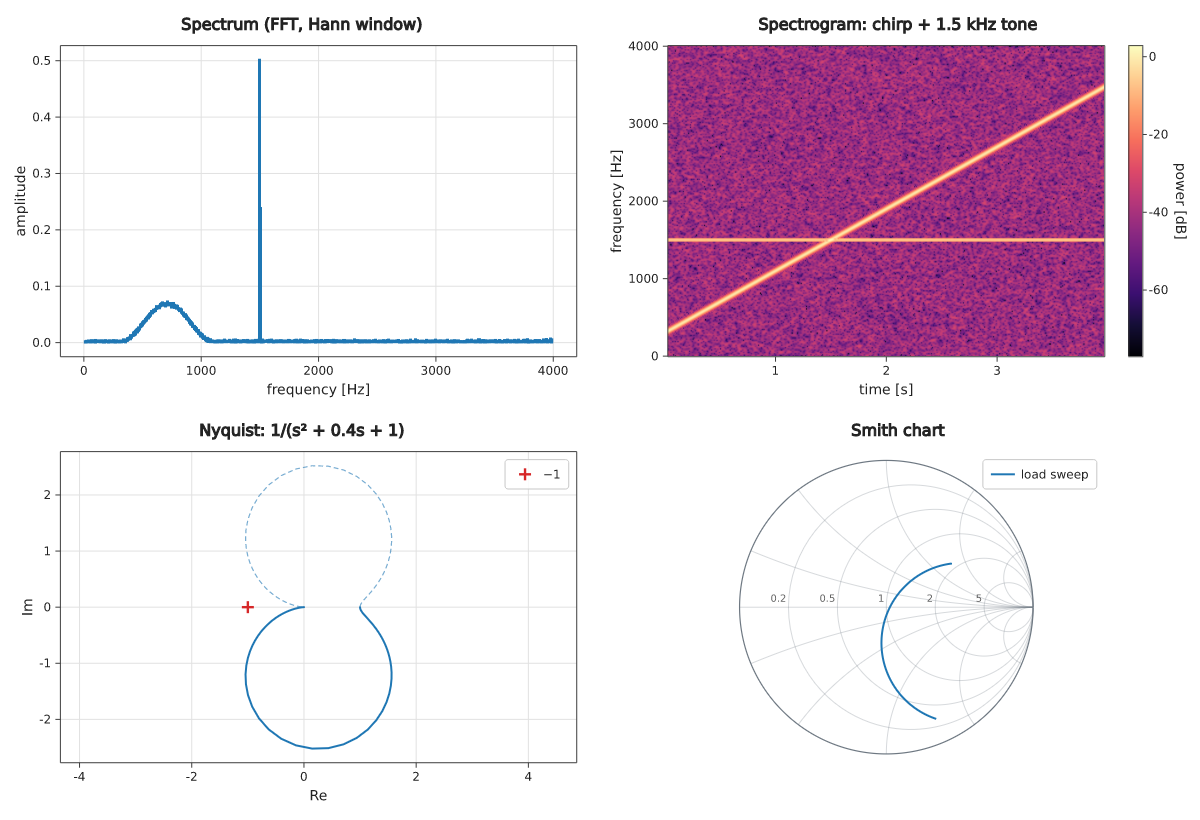 Spectrum (FFT, Hann window)
0.5
0.4
0.3
0.2
0.1
0.0
amplitude
0 1000 2000 3000 4000
frequency [Hz]
Spectrogram: chirp + 1.5 kHz tone
4000
3000
2000
1000
0
frequency [Hz]
1 2 3
time [s]
0
-20
-40
-60
power [dB]
Nyquist: 1/(s² + 0.4s + 1)
−1
2
1
0
-1
-2
Im
-4 -2 0 2 4
Re
Smith chart
load sweep
0.2 0.5 1 2 5